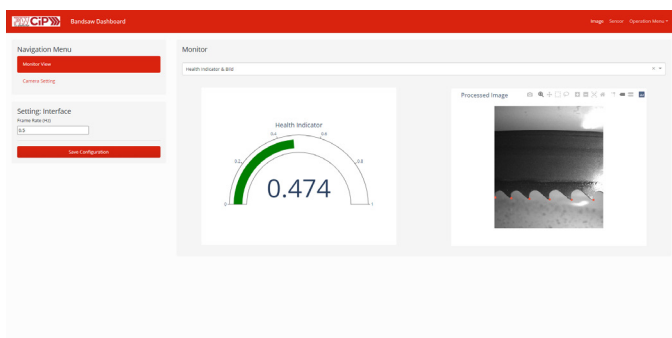 CiP Bandsaw Dashboard
Image Sensor Operation Menu
Navigation Menu
Monitor View
Camera Setting
Setting: Interface
Frame Rate (Hz)
0.5
Save Configuration
Monitor
Health Indicator & Bild
Health Indicator
0
0.2
0.4
0.6
0.8
1
0.474
Processed Image